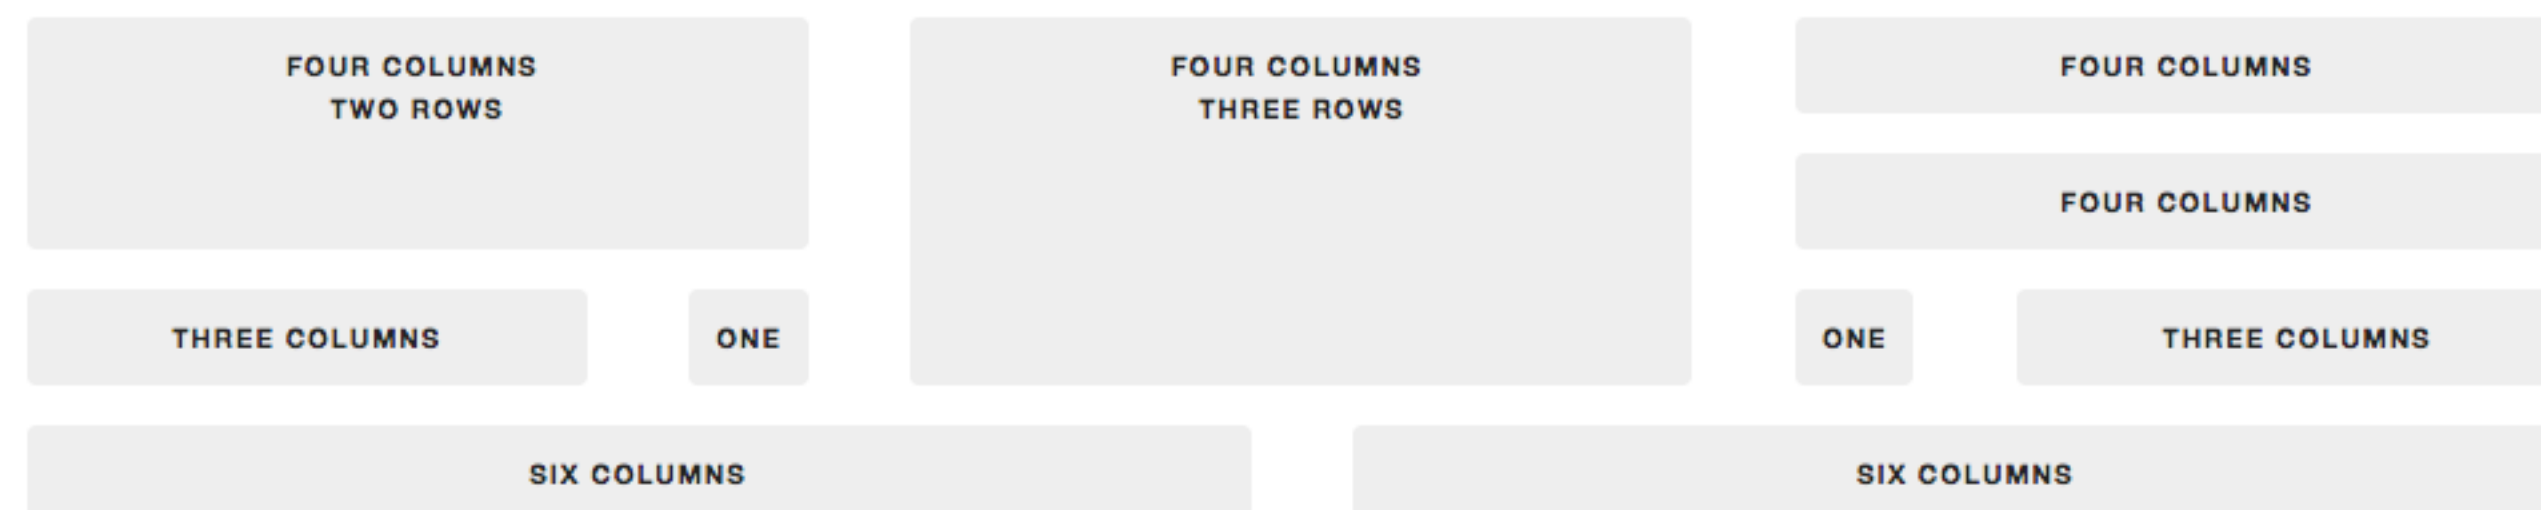 FOUR COLUMNS
TWO ROWS
FOUR COLUMNS
THREE ROWS
FOUR COLUMNS
FOUR COLUMNS
THREE COLUMNS
ONE
ONE
THREE COLUMNS
SIX COLUMNS
SIX COLUMNS